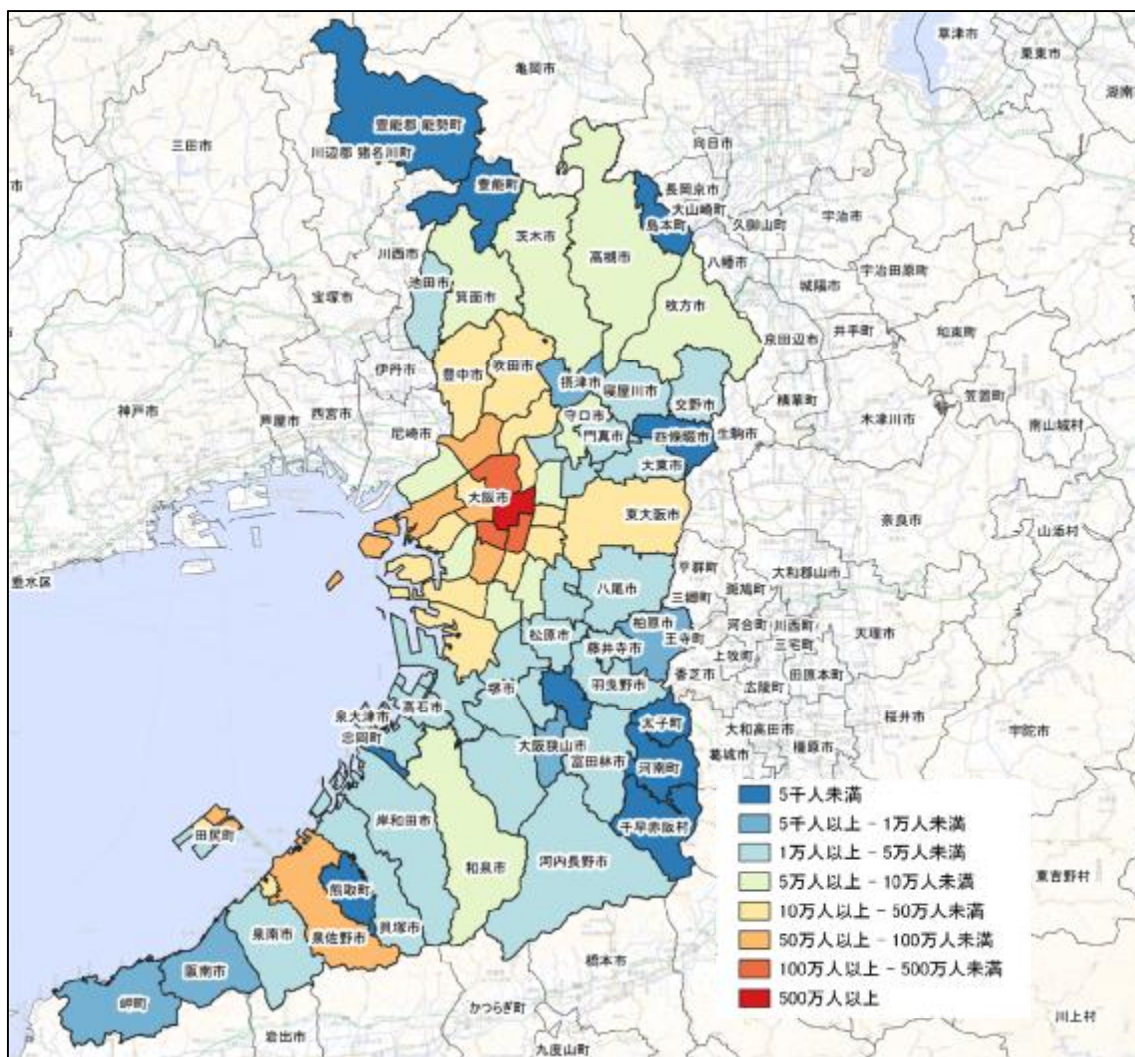 草津市
栗東市
湖南市
亀岡市
三田市
豊能郡 能勢町
川辺郡 猪名川町
向日市
長岡京市
大山崎町
久御山町
宇治市
豊能町
島本町
茨木市
高槻市
八幡市
宇治田原町
川西市
池田市
箕面市
枚方市
城陽市
宝塚市
京田辺市
井手町
和束町
伊丹市
豊中市
吹田市
摂津市
寝屋川市
交野市
精華町
笠置町
木津川市
南山城村
神戸市
芦屋市
西宮市
尼崎市
守口市
門真市
四條畷市
生駒市
大東市
大阪市
東大阪市
奈良市
山添村
垂水区
平群町
大和郡山市
八尾市
三郷町
斑鳩町
柏原市
王寺町
河合町
川西町
三宅町
天理市
松原市
藤井寺市
上牧町
香芝市
田原本町
広陵町
羽曳野市
堺市
高石市
泉大津市
忠岡町
太子町
大和高田市
桜井市
宇陀市
大阪狭山市
富田林市
葛城市
橿原市
河南町
千早赤阪村
岸和田市
田尻町
和泉市
河内長野市
熊取町
貝塚市
泉佐野市
泉南市
阪南市
岬町
東吉野村
橋本市
かつらぎ町
岩出市
九度山町
川上村
5千人未満
5千人以上 - 1万人未満
1万人以上 - 5万人未満
5万人以上 - 10万人未満
10万人以上 - 50万人未満
50万人以上 - 100万人未満
100万人以上 - 500万人未満
500万人以上